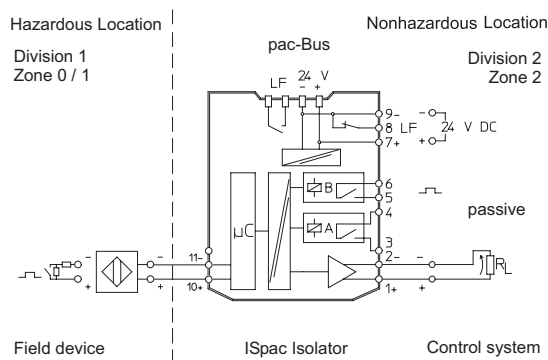 Hazardous Location
Nonhazardous Location
Division 1
Zone 0 / 1
pac-Bus
Division 2
Zone 2
LF 24 V
- +
9-
8 LF
7+
- +
24 V DC
6
5
B
4
A
3
passive
µC
11-
10+
2-
1+
- +
- +
- +
R_L
Field device
ISpac Isolator
Control system